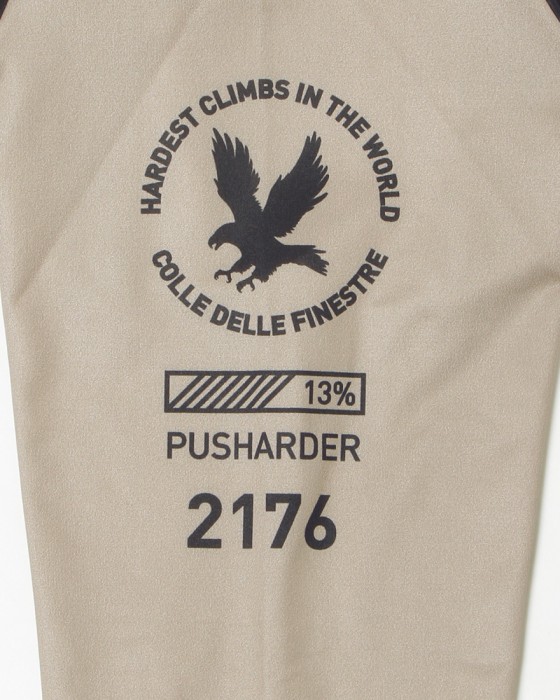 HARDEST CLIMBS IN THE WORLD
COLLE DELLE FINESTRE
13%
PUSHARDER
2176